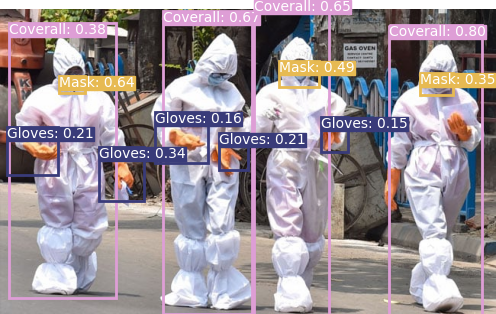 Coverall: 0.38
Coverall: 0.67
Coverall: 0.65
Coverall: 0.80
GAS OVEN
Mask: 0.64
Mask: 0.49
Mask: 0.35
Gloves: 0.21
Gloves: 0.16
Gloves: 0.21
Gloves: 0.15
Gloves: 0.34